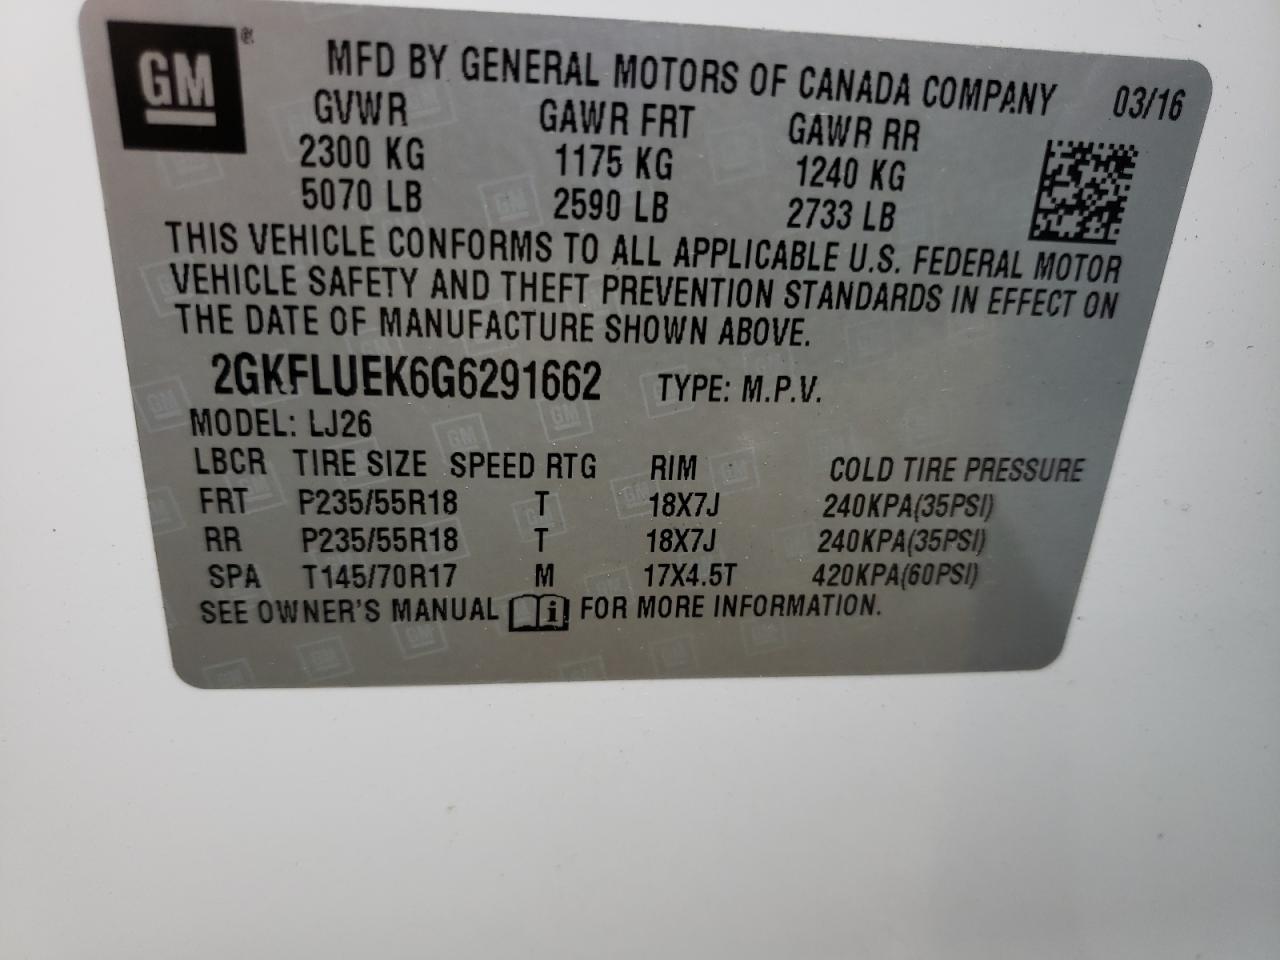 GM® MFD BY GENERAL MOTORS OF CANADA COMPANY 03/16
GVWR GAWR FRT GAWR RR
2300 KG 1175 KG 1240 KG
5070 LB 2590 LB 2733 LB
THIS VEHICLE CONFORMS TO ALL APPLICABLE U.S. FEDERAL MOTOR
VEHICLE SAFETY AND THEFT PREVENTION STANDARDS IN EFFECT ON
THE DATE OF MANUFACTURE SHOWN ABOVE.
2GKFLUEK6G6291662 TYPE: M.P.V.
MODEL: LJ26
LBCR TIRE SIZE SPEED RTG RIM COLD TIRE PRESSURE
FRT P235/55R18 T 18X7J 240KPA(35PSI)
RR P235/55R18 T 18X7J 240KPA(35PSI)
SPA T145/70R17 M 17X4.5T 420KPA(60PSI)
SEE OWNER'S MANUAL i FOR MORE INFORMATION.